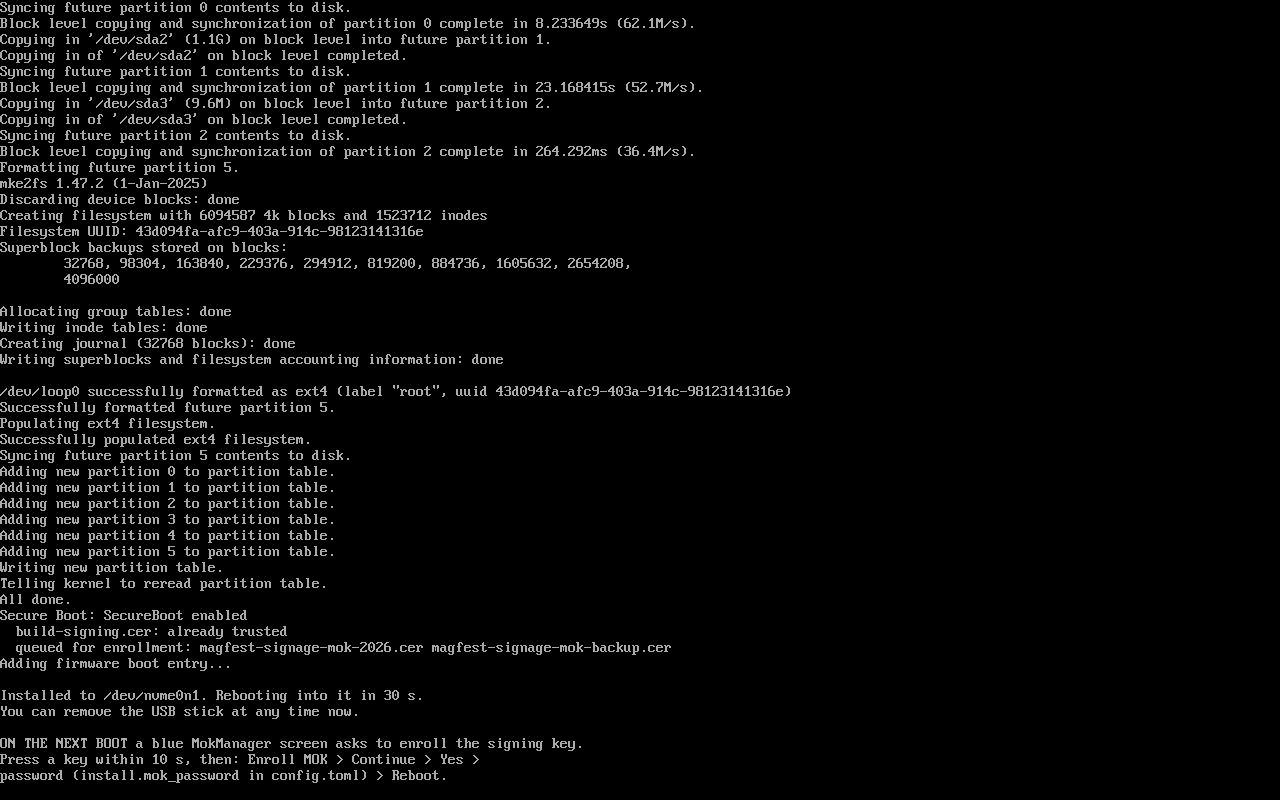 Syncing future partition 0 contents to disk.
Block level copying and synchronization of partition 0 complete in 8.233649s (62.1M/s).
Copying in '/dev/sda2' (1.1G) on block level into future partition 1.
Copying in of '/dev/sda2' on block level completed.
Syncing future partition 1 contents to disk.
Block level copying and synchronization of partition 1 complete in 23.168415s (52.7M/s).
Copying in '/dev/sda3' (9.6M) on block level into future partition 2.
Copying in of '/dev/sda3' on block level completed.
Syncing future partition 2 contents to disk.
Block level copying and synchronization of partition 2 complete in 264.292ms (36.4M/s).
Formatting future partition 5.
mke2fs 1.47.2 (1-Jan-2025)
Discarding device blocks: done
Creating filesystem with 6094587 4k blocks and 1523712 inodes
Filesystem UUID: 43d094fa-afc9-403a-914c-98123141316e
Superblock backups stored on blocks:
        32768, 98304, 163840, 229376, 294912, 819200, 884736, 1605632, 2654208,
        4096000
Allocating group tables: done
Writing inode tables: done
Creating journal (32768 blocks): done
Writing superblocks and filesystem accounting information: done
/dev/loop0 successfully formatted as ext4 (label "root", uuid 43d094fa-afc9-403a-914c-98123141316e)
Successfully formatted future partition 5.
Populating ext4 filesystem.
Successfully populated ext4 filesystem.
Syncing future partition 5 contents to disk.
Adding new partition 0 to partition table.
Adding new partition 1 to partition table.
Adding new partition 2 to partition table.
Adding new partition 3 to partition table.
Adding new partition 4 to partition table.
Adding new partition 5 to partition table.
Writing new partition table.
Telling kernel to reread partition table.
All done.
Secure Boot: SecureBoot enabled
  build-signing.cer: already trusted
  queued for enrollment: magfest-signage-mok-2026.cer magfest-signage-mok-backup.cer
Adding firmware boot entry...
Installed to /dev/nvme0n1. Rebooting into it in 30 s.
You can remove the USB stick at any time now.
ON THE NEXT BOOT a blue MokManager screen asks to enroll the signing key.
Press a key within 10 s, then: Enroll MOK > Continue > Yes >
password (install.mok_password in config.toml) > Reboot.